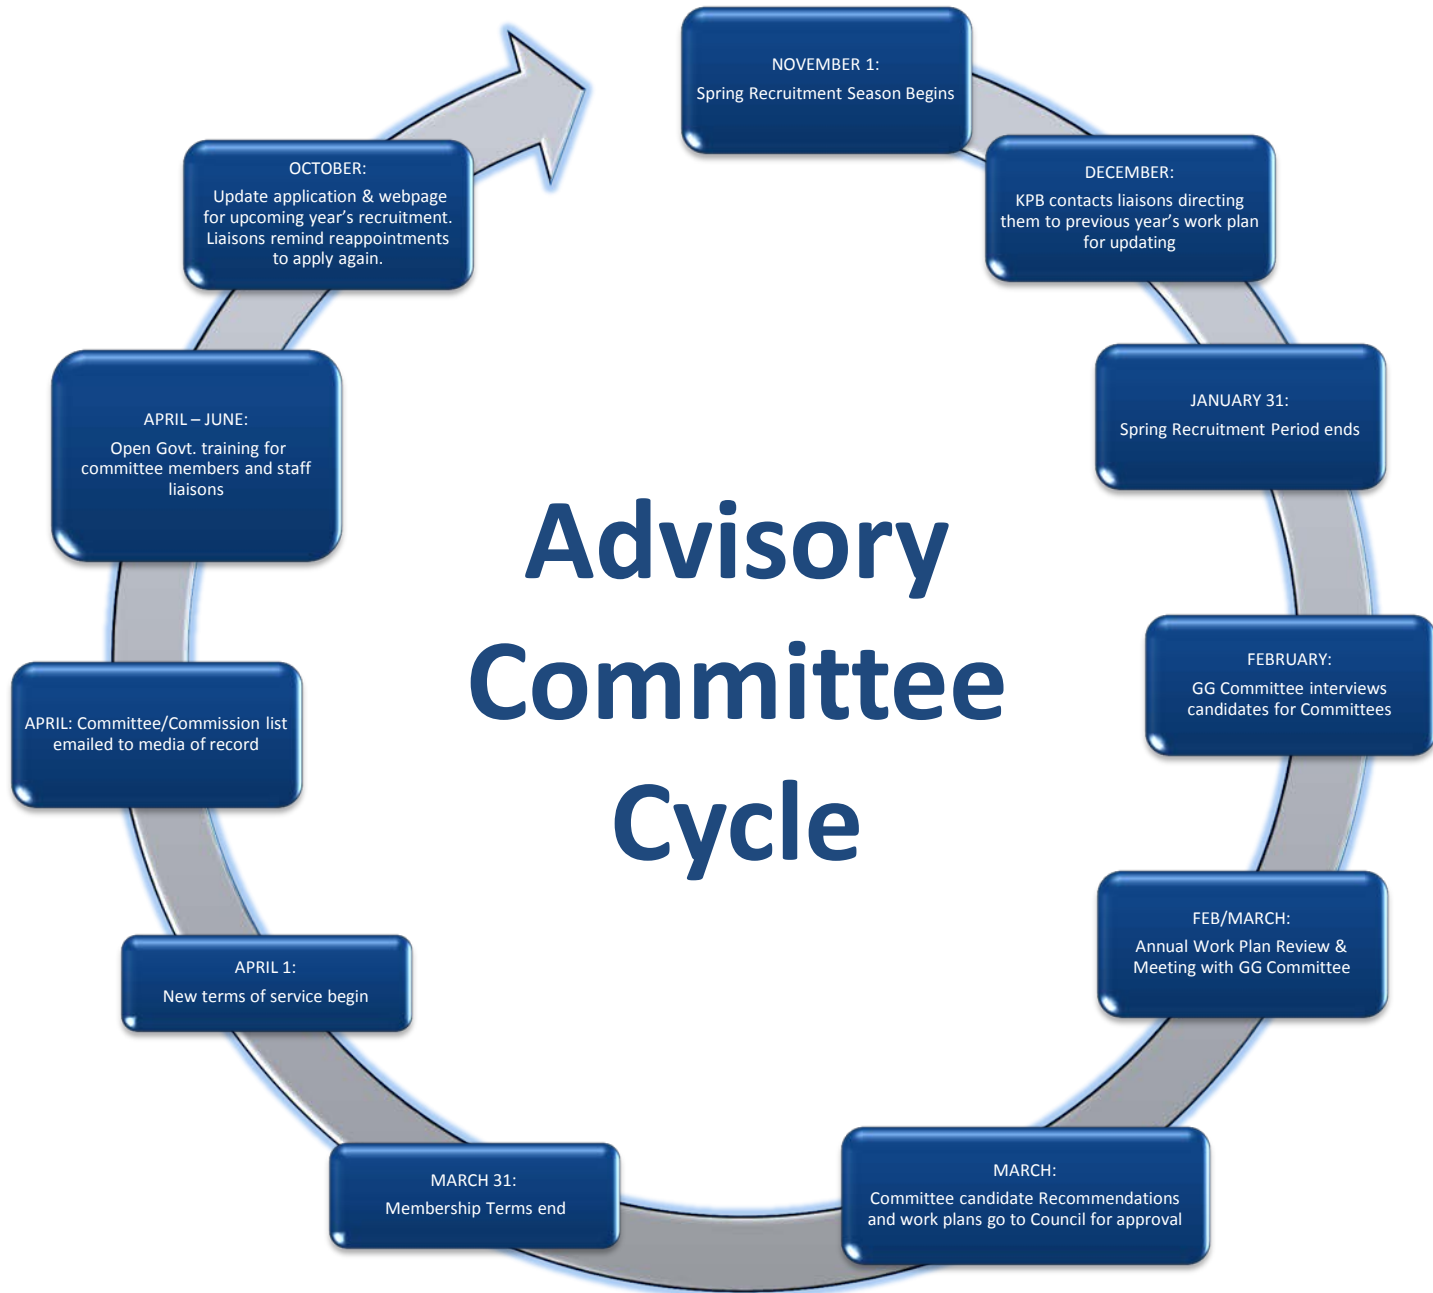 NOVEMBER 1:
Spring Recruitment Season Begins
DECEMBER:
KPB contacts liaisons directing
them to previous year’s work plan
for updating
JANUARY 31:
Spring Recruitment Period ends
FEBRUARY:
GG Committee interviews
candidates for Committees
FEB/MARCH:
Annual Work Plan Review &
Meeting with GG Committee
MARCH:
Committee candidate Recommendations
and work plans go to Council for approval
MARCH 31:
Membership Terms end
APRIL 1:
New terms of service begin
APRIL: Committee/Commission list
emailed to media of record
APRIL – JUNE:
Open Govt. training for
committee members and staff
liaisons
OCTOBER:
Update application & webpage
for upcoming year’s recruitment.
Liaisons remind reappointments
to apply again.
Advisory
Committee
Cycle